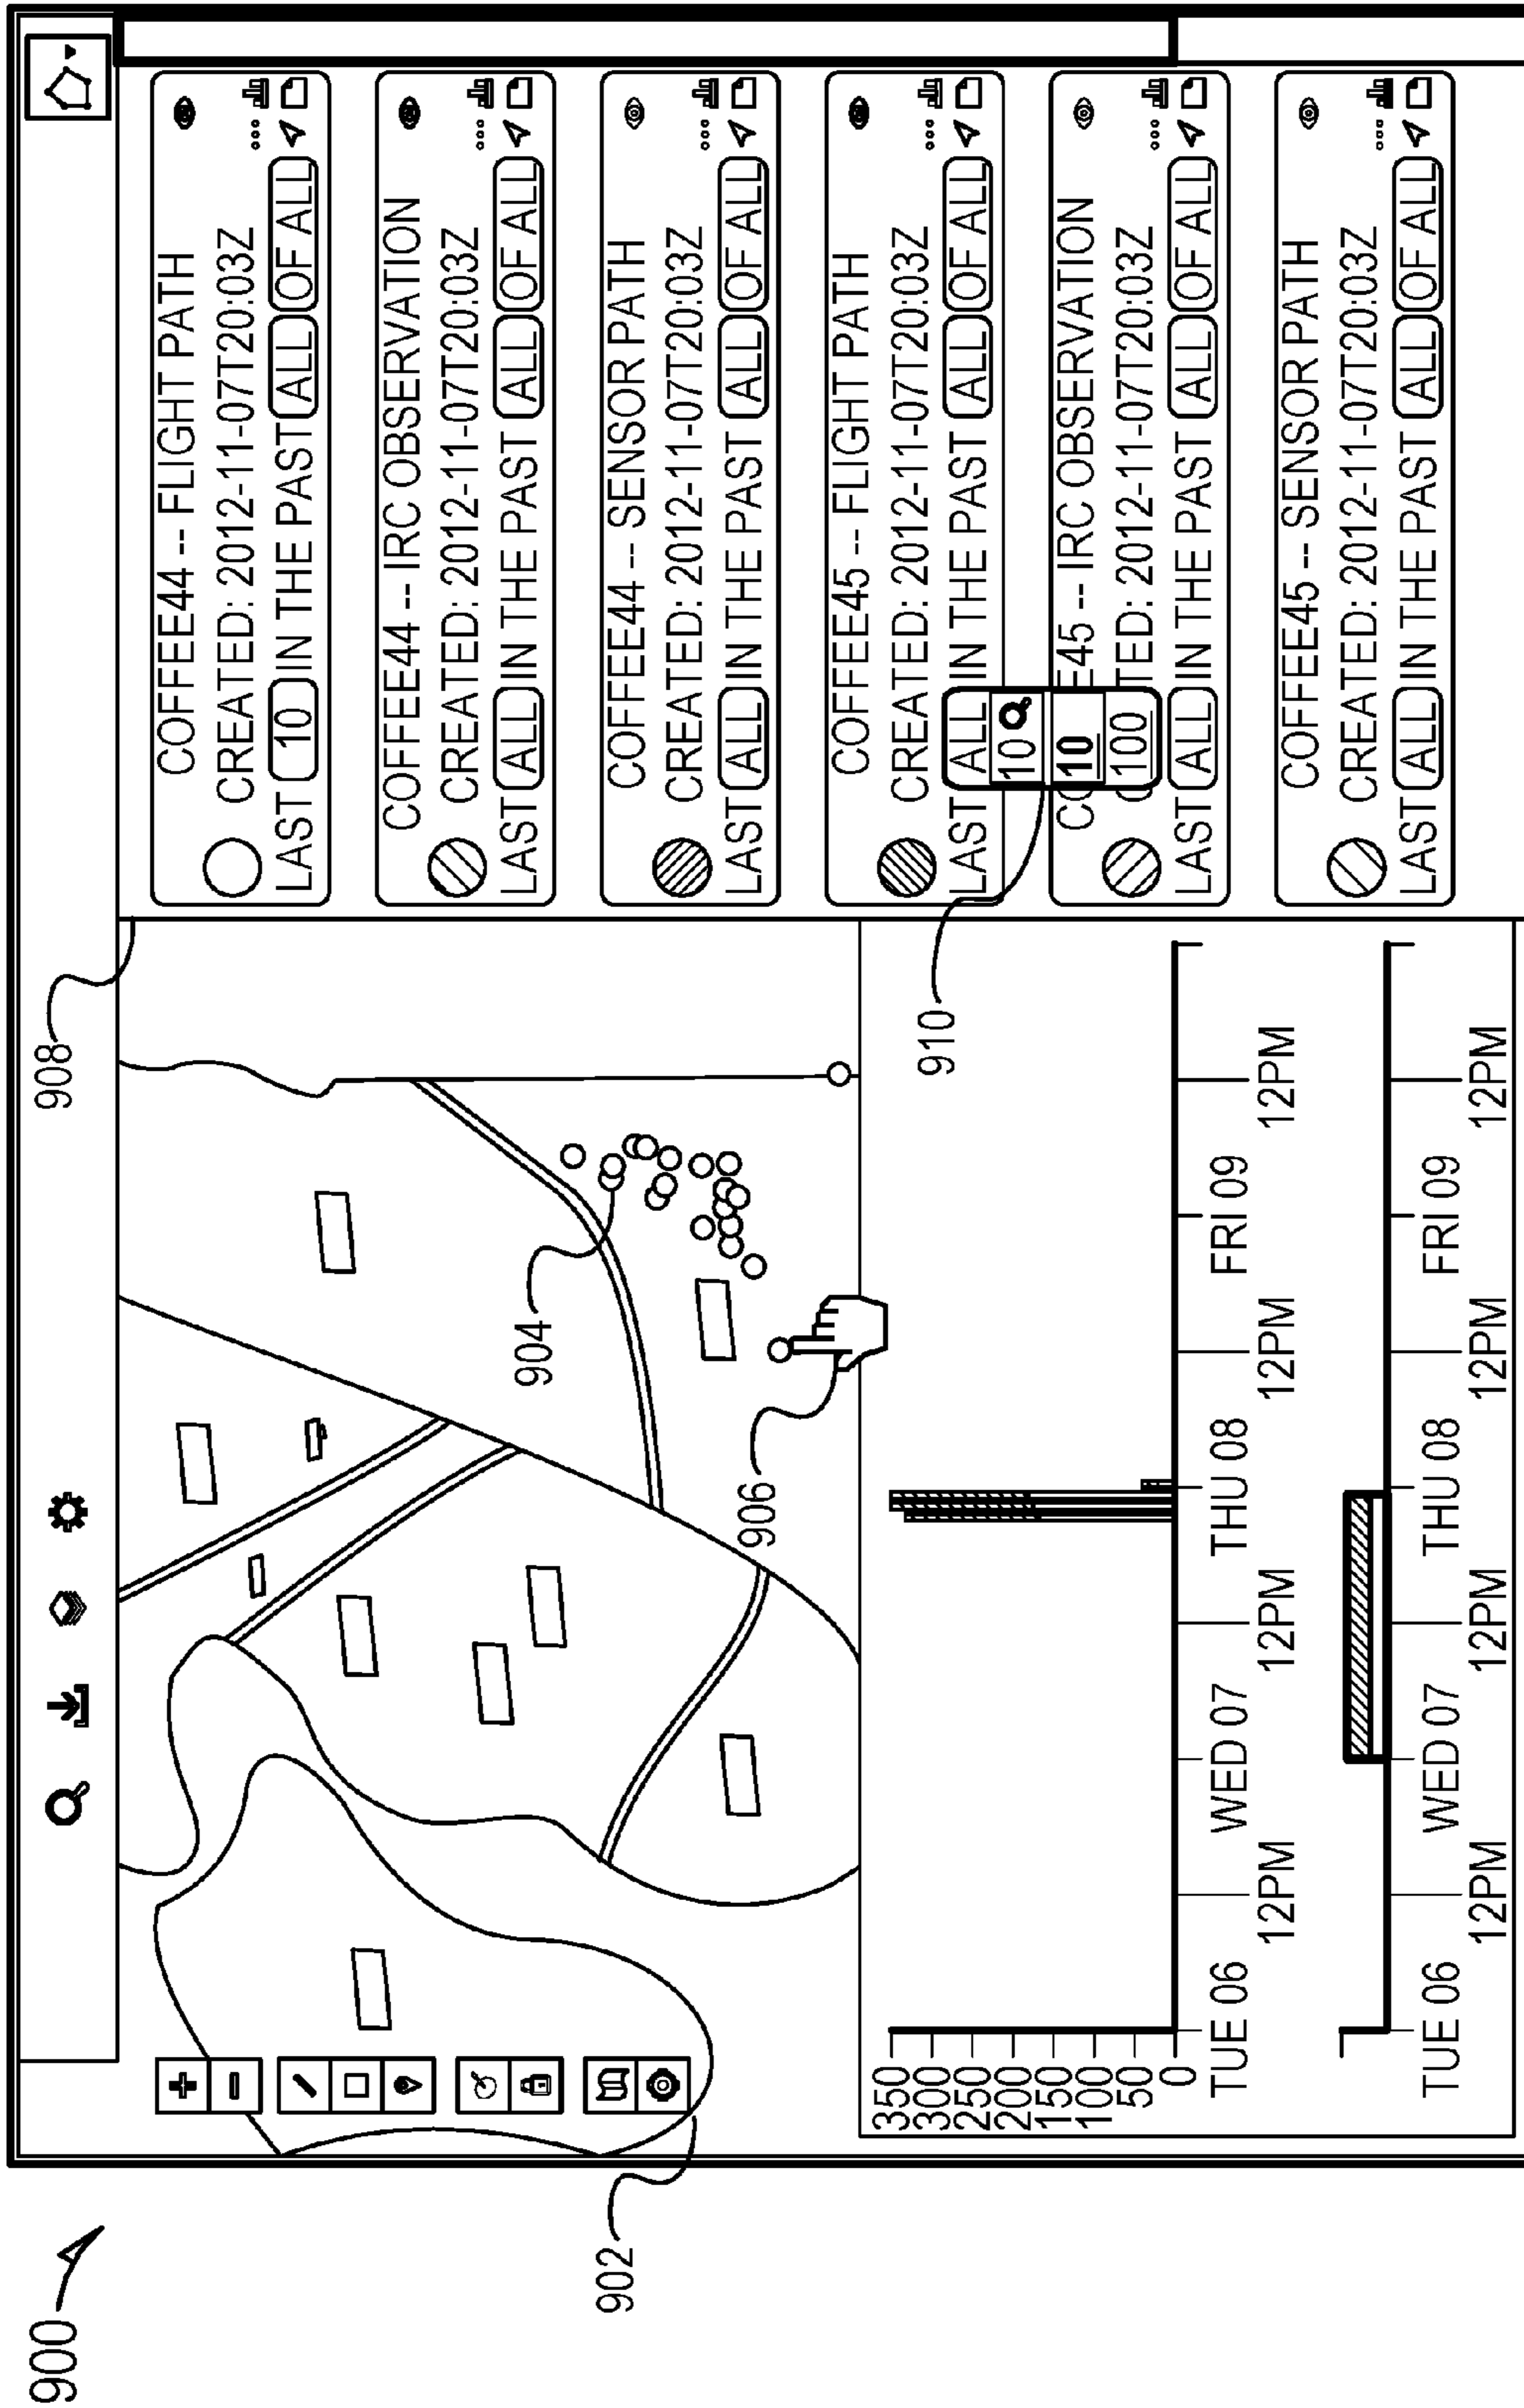 900
902
904
906
908
910
COFFEE44 -- FLIGHT PATH
CREATED: 2012-11-07T20:03Z
LAST 10 IN THE PAST ALL OF ALL
COFFEE44 -- IRC OBSERVATION
CREATED: 2012-11-07T20:03Z
LAST ALL IN THE PAST ALL OF ALL
COFFEE44 -- SENSOR PATH
CREATED: 2012-11-07T20:03Z
LAST ALL IN THE PAST ALL OF ALL
COFFEE45 -- FLIGHT PATH
CREATED: 2012-11-07T20:03Z
LAST ALL IN THE PAST ALL OF ALL
10
10
100
CO E45 -- IRC OBSERVATION
C TED: 2012-11-07T20:03Z
LAST ALL IN THE PAST ALL OF ALL
COFFEE45 -- SENSOR PATH
CREATED: 2012-11-07T20:03Z
LAST ALL IN THE PAST ALL OF ALL
350
300
250
200
150
100
50
0
TUE 06 12PM WED 07 12PM THU 08 12PM FRI 09 12PM
TUE 06 12PM WED 07 12PM THU 08 12PM FRI 09 12PM